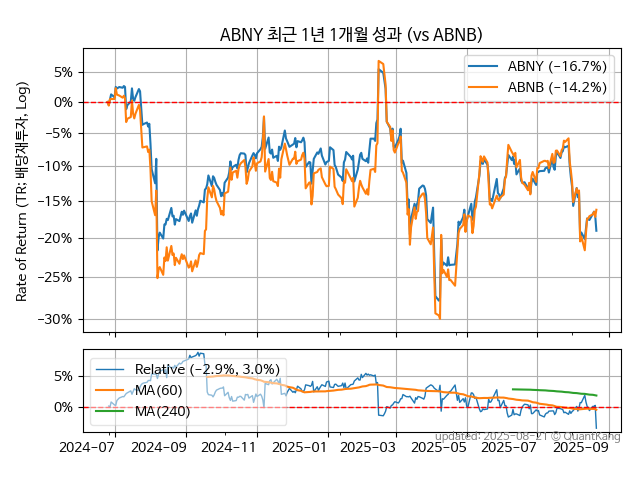 ABNY 최근 1년 1개월 성과 (vs ABNB)
Rate of Return (TR: 배당재투자, Log)
5%
0%
−5%
−10%
−15%
−20%
−25%
−30%
ABNY (−16.7%)
ABNB (−14.2%)
5%
0%
Relative (−2.9%, 3.0%)
MA(60)
MA(240)
2024−07
2024−09
2024−11
2025−01
2025−03
2025−05
2025−07
2025−09
updated: 2025−08−21 © QuantKang